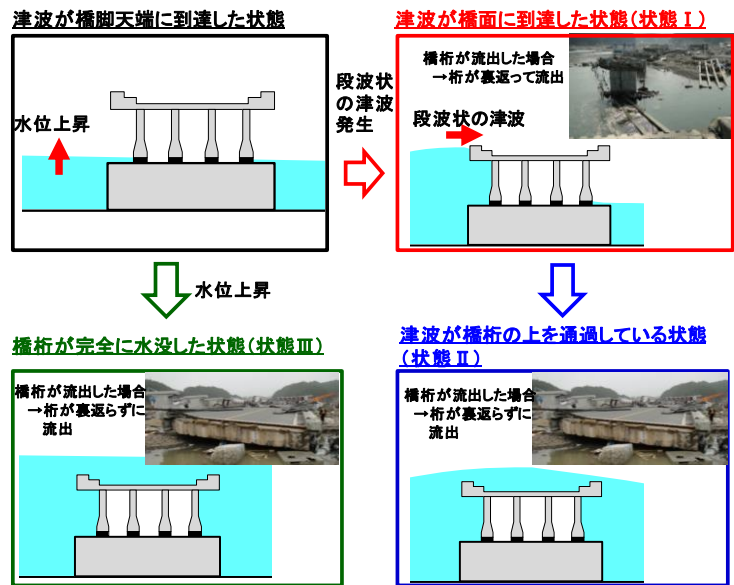 津波が橋脚天端に到達した状態
水位上昇
段波状
の津波
発生
津波が橋面に到達した状態(状態Ⅰ)
橋桁が流出した場合
→桁が裏返って流出
段波状の津波
水位上昇
橋桁が完全に水没した状態(状態Ⅲ)
橋桁が流出した場合
→桁が裏返らずに
流出
津波が橋桁の上を通過している状態
(状態Ⅱ)
橋桁が流出した場合
→桁が裏返らずに
流出